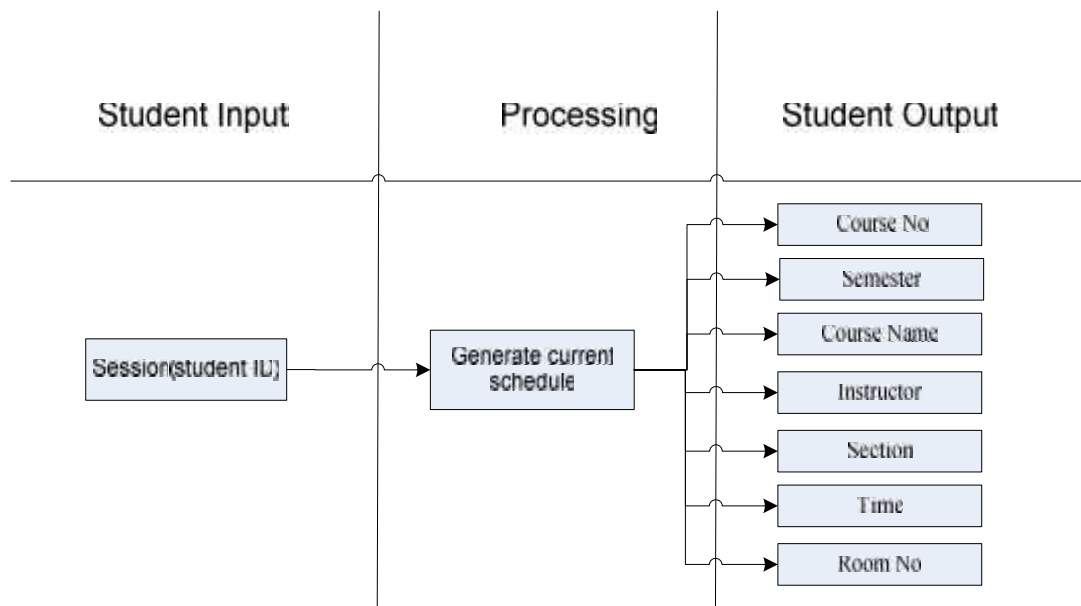 Student Input
Processing
Student Output
Session(student ID)
Generate current
schedule
Course No
Semester
Course Name
Instructor
Section
Time
Room No